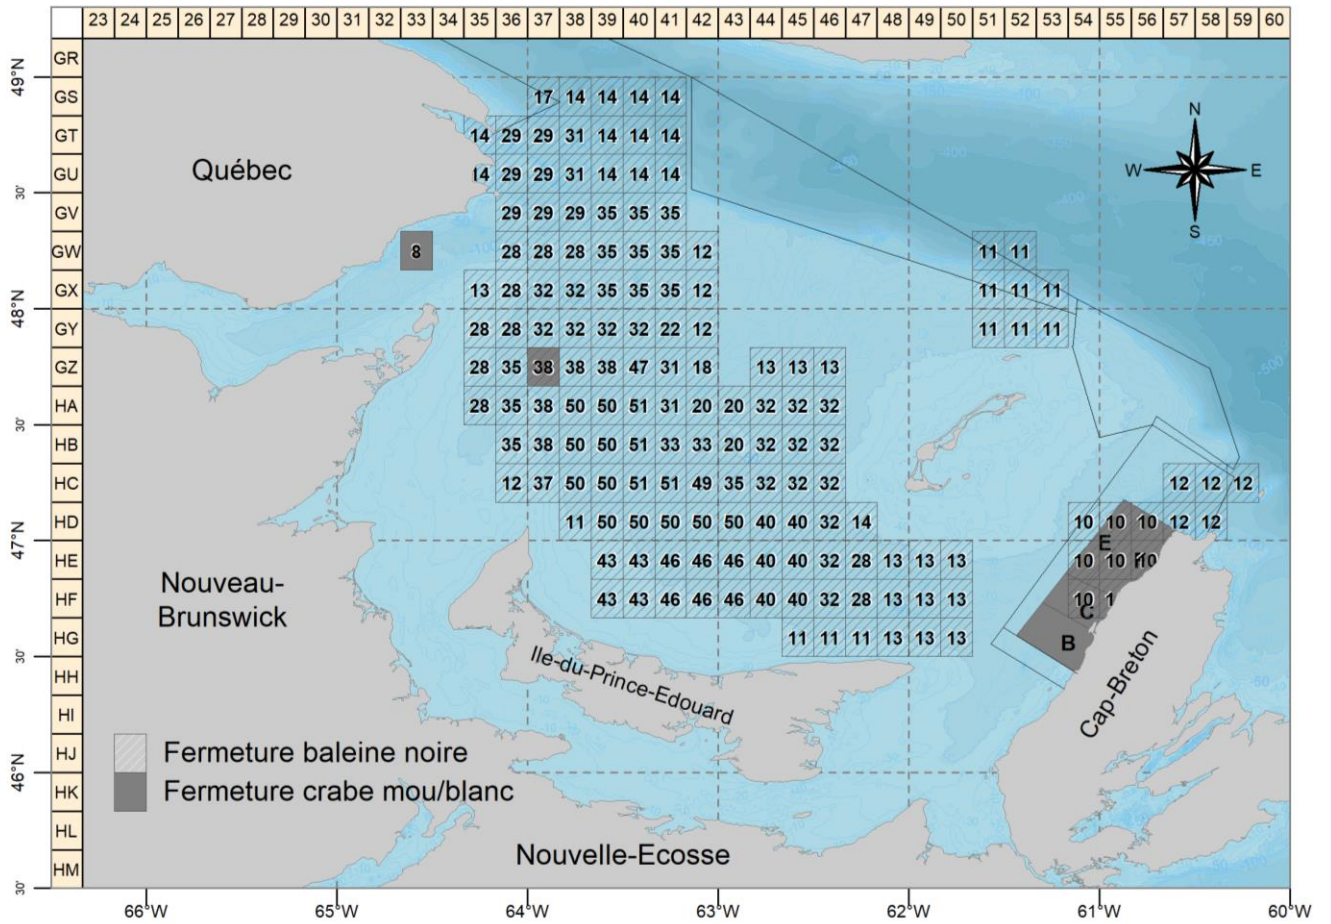 23 24 25 26 27 28 29 30 31 32 33 34 35 36 37 38 39 40 41 42 43 44 45 46 47 48 49 50 51 52 53 54 55 56 57 58 59 60
GR
49°N
GS 17 14 14 14 14
GT 14 29 29 31 14 14 14
N
Québec
GU 14 29 29 31 14 14 14
W E
30'
GV 29 29 29 35 35 35
S
GW 8 28 28 28 35 35 35 12 11 11
GX 13 28 32 32 35 35 35 12 11 11 11
48°N
GY 28 28 32 32 32 32 22 12 11 11 11
GZ 28 35 38 38 38 47 31 18 13 13 13
HA 28 35 38 50 50 51 31 20 20 32 32 32
30'
HB 35 38 50 50 51 33 33 20 32 32 32
HC 12 37 50 50 51 51 49 35 32 32 32 12 12 12
HD 11 50 50 50 50 50 40 40 32 14 10 10 10 12 12
47°N
E
HE 43 43 46 46 46 40 40 32 28 13 13 13 10 10 10
Nouveau-
Brunswick
HF 43 43 46 46 46 40 40 32 28 13 13 13 10 1
C
HG 11 11 11 13 13 13
B
30'
HH
Ile-du-Prince-Edouard
Cap-Breton
HI
HJ
Fermeture baleine noire
46°N
HK
Fermeture crabe mou/blanc
HL
Nouvelle-Ecosse
HM
30'
66°W 65°W 64°W 63°W 62°W 61°W 60°W